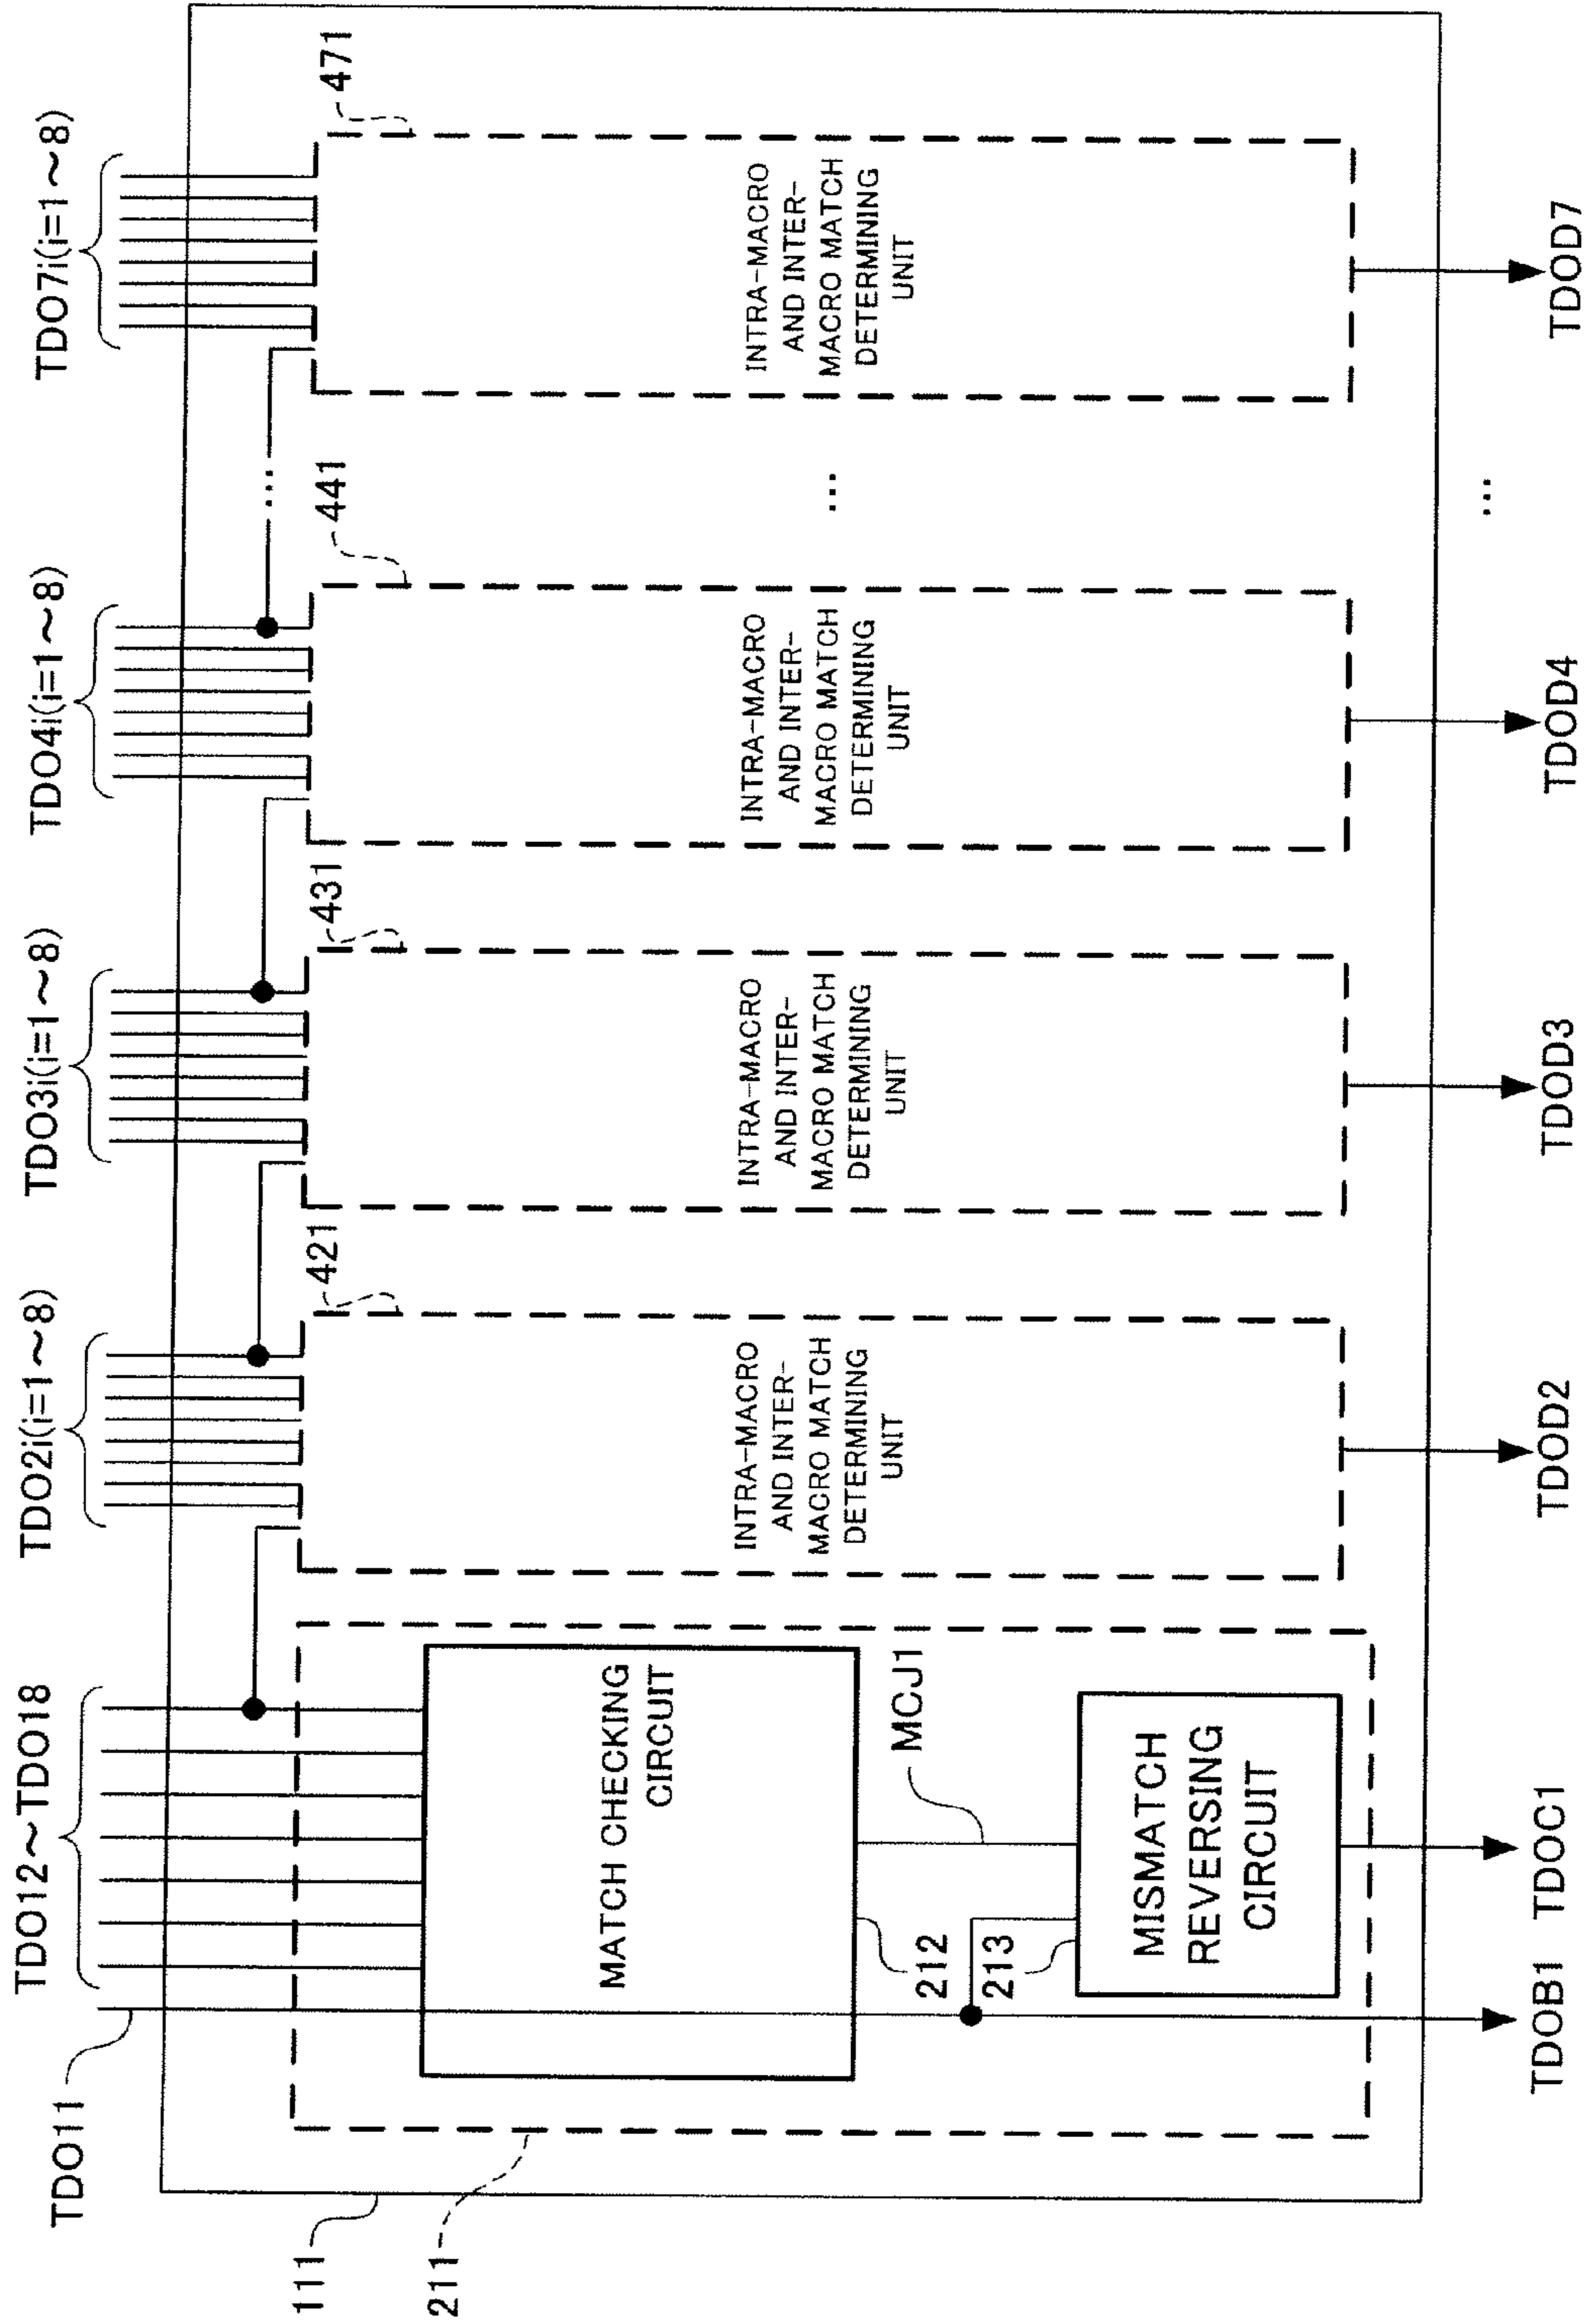 TDO11
TDO12~TDO18
TDO2i(i=1~8)
TDO3i(i=1~8)
TDO4i(i=1~8)
TDO7i(i=1~8)
111
211
421
431
441
471
...
MATCH CHECKING
CIRCUIT
212
MCJ1
213
MISMATCH
REVERSING
CIRCUIT
INTRA-MACRO
AND INTER-
MACRO MATCH
DETERMINING
UNIT
INTRA-MACRO
AND INTER-
MACRO MATCH
DETERMINING
UNIT
INTRA-MACRO
AND INTER-
MACRO MATCH
DETERMINING
UNIT
...
INTRA-MACRO
AND INTER-
MACRO MATCH
DETERMINING
UNIT
TDOB1
TDOC1
TDOD2
TDOD3
TDOD4
...
TDOD7